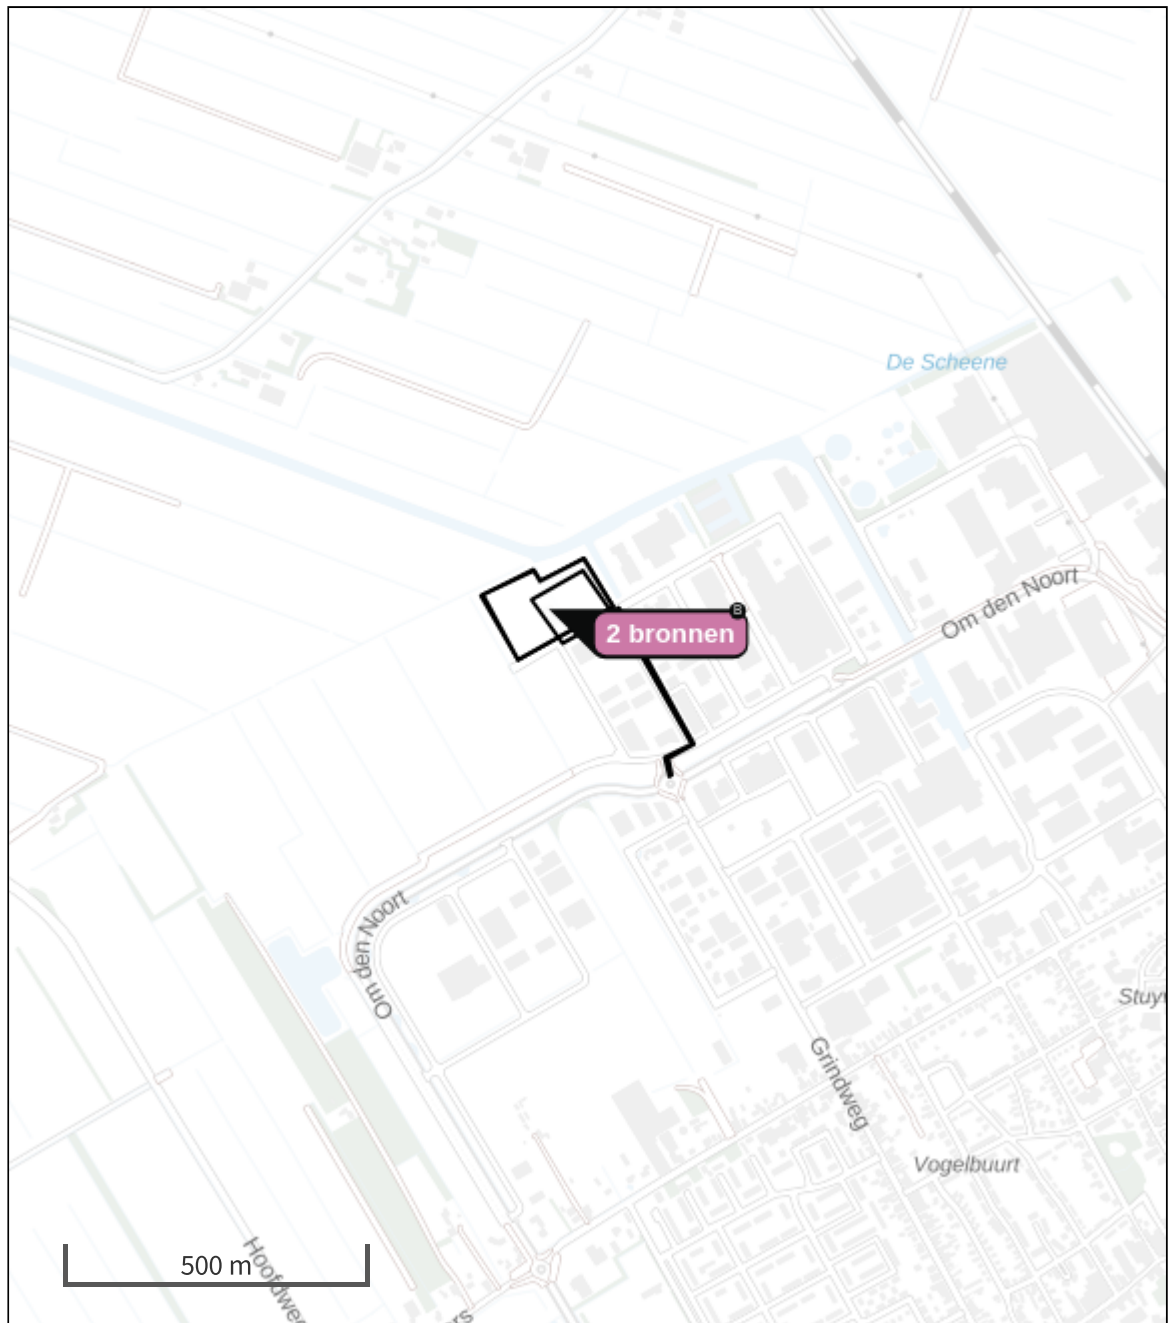 De Scheene
Om den Noort
B
2 bronnen
Om den Noort
Grindweg
Vogelbuurt
500 m